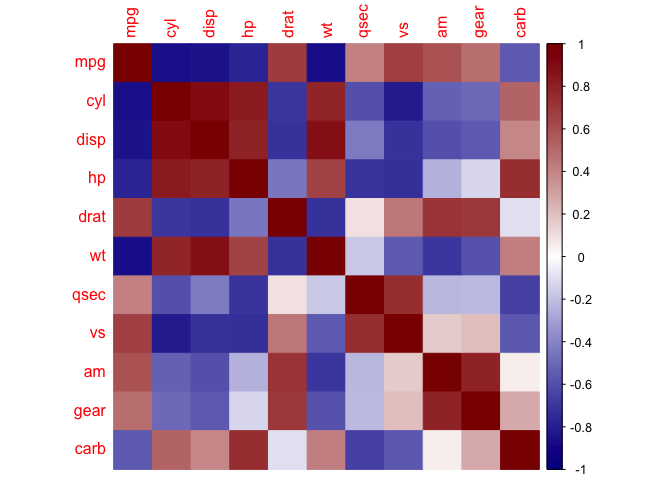 mpg cyl disp hp drat wt qsec vs am gear carb
mpg
cyl
disp
hp
drat
wt
qsec
vs
am
gear
carb
1
0.8
0.6
0.4
0.2
0
-0.2
-0.4
-0.6
-0.8
-1